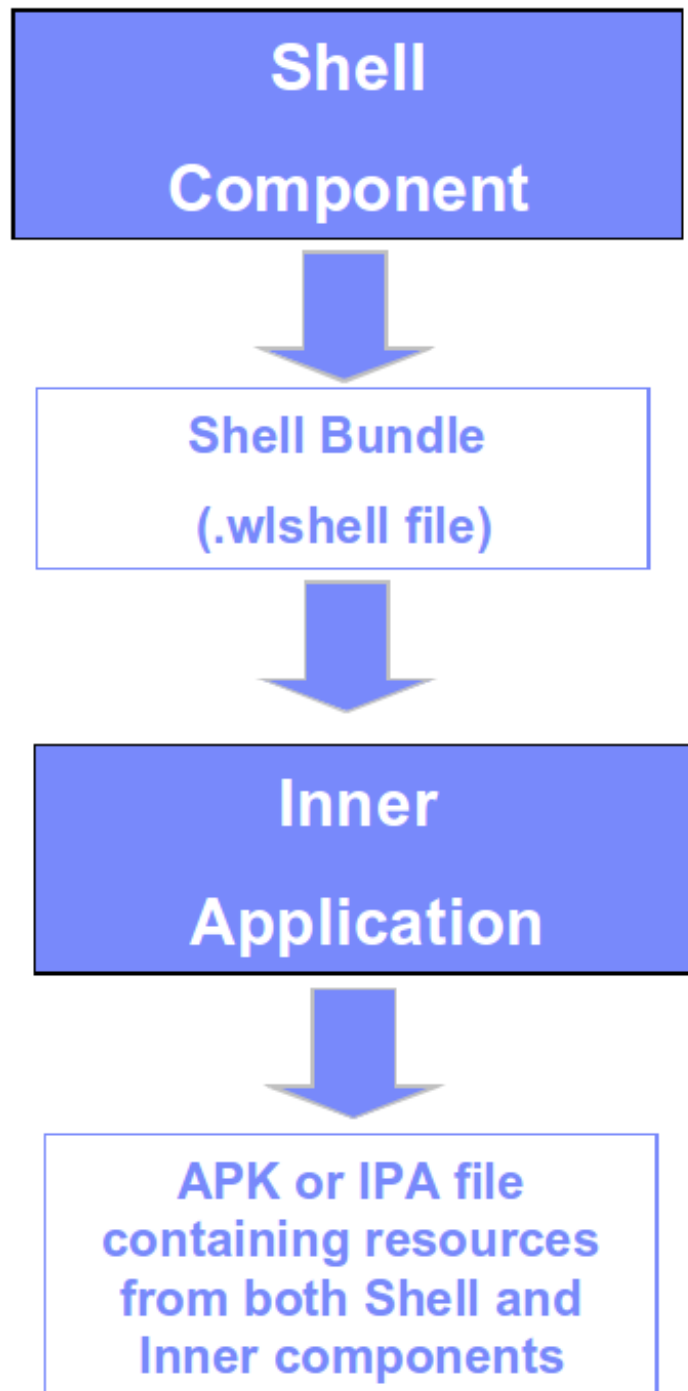 Shell
Component
Shell Bundle
(.wlshell file)
Inner
Application
APK or IPA file
containing resources
from both Shell and
Inner components